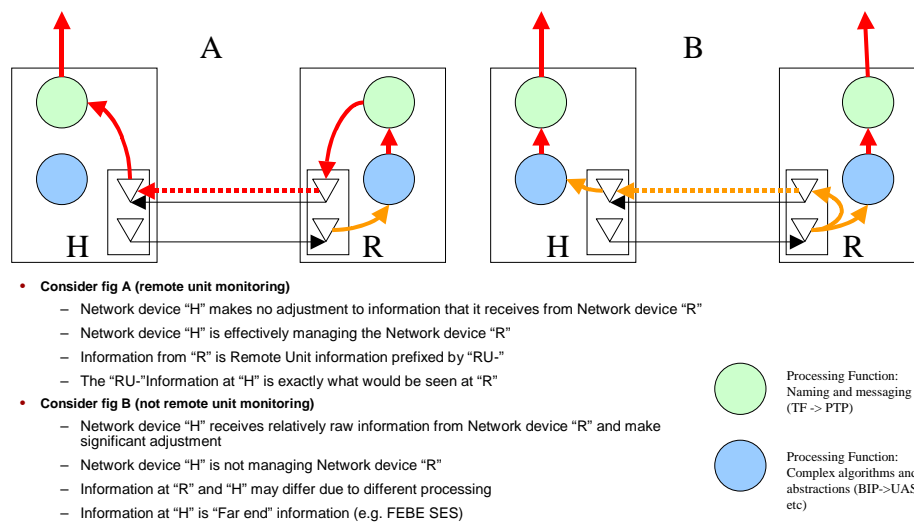 A
B
H
R
H
R
• Consider fig A (remote unit monitoring)
– Network device “H” makes no adjustment to information that it receives from Network device “R”
– Network device “H” is effectively managing the Network device “R”
– Information from “R” is Remote Unit information prefixed by “RU-”
– The “RU-”Information at “H” is exactly what would be seen at “R”
• Consider fig B (not remote unit monitoring)
– Network device “H” receives relatively raw information from Network device “R” and make
significant adjustment
– Network device “H” is not managing Network device “R”
– Information at “R” and “H” may differ due to different processing
– Information at “H” is “Far end” information (e.g. FEBE SES)
Processing Function:
Naming and messaging
(TF -> PTP)
Processing Function:
Complex algorithms and
abstractions (BIP->UAS
etc)